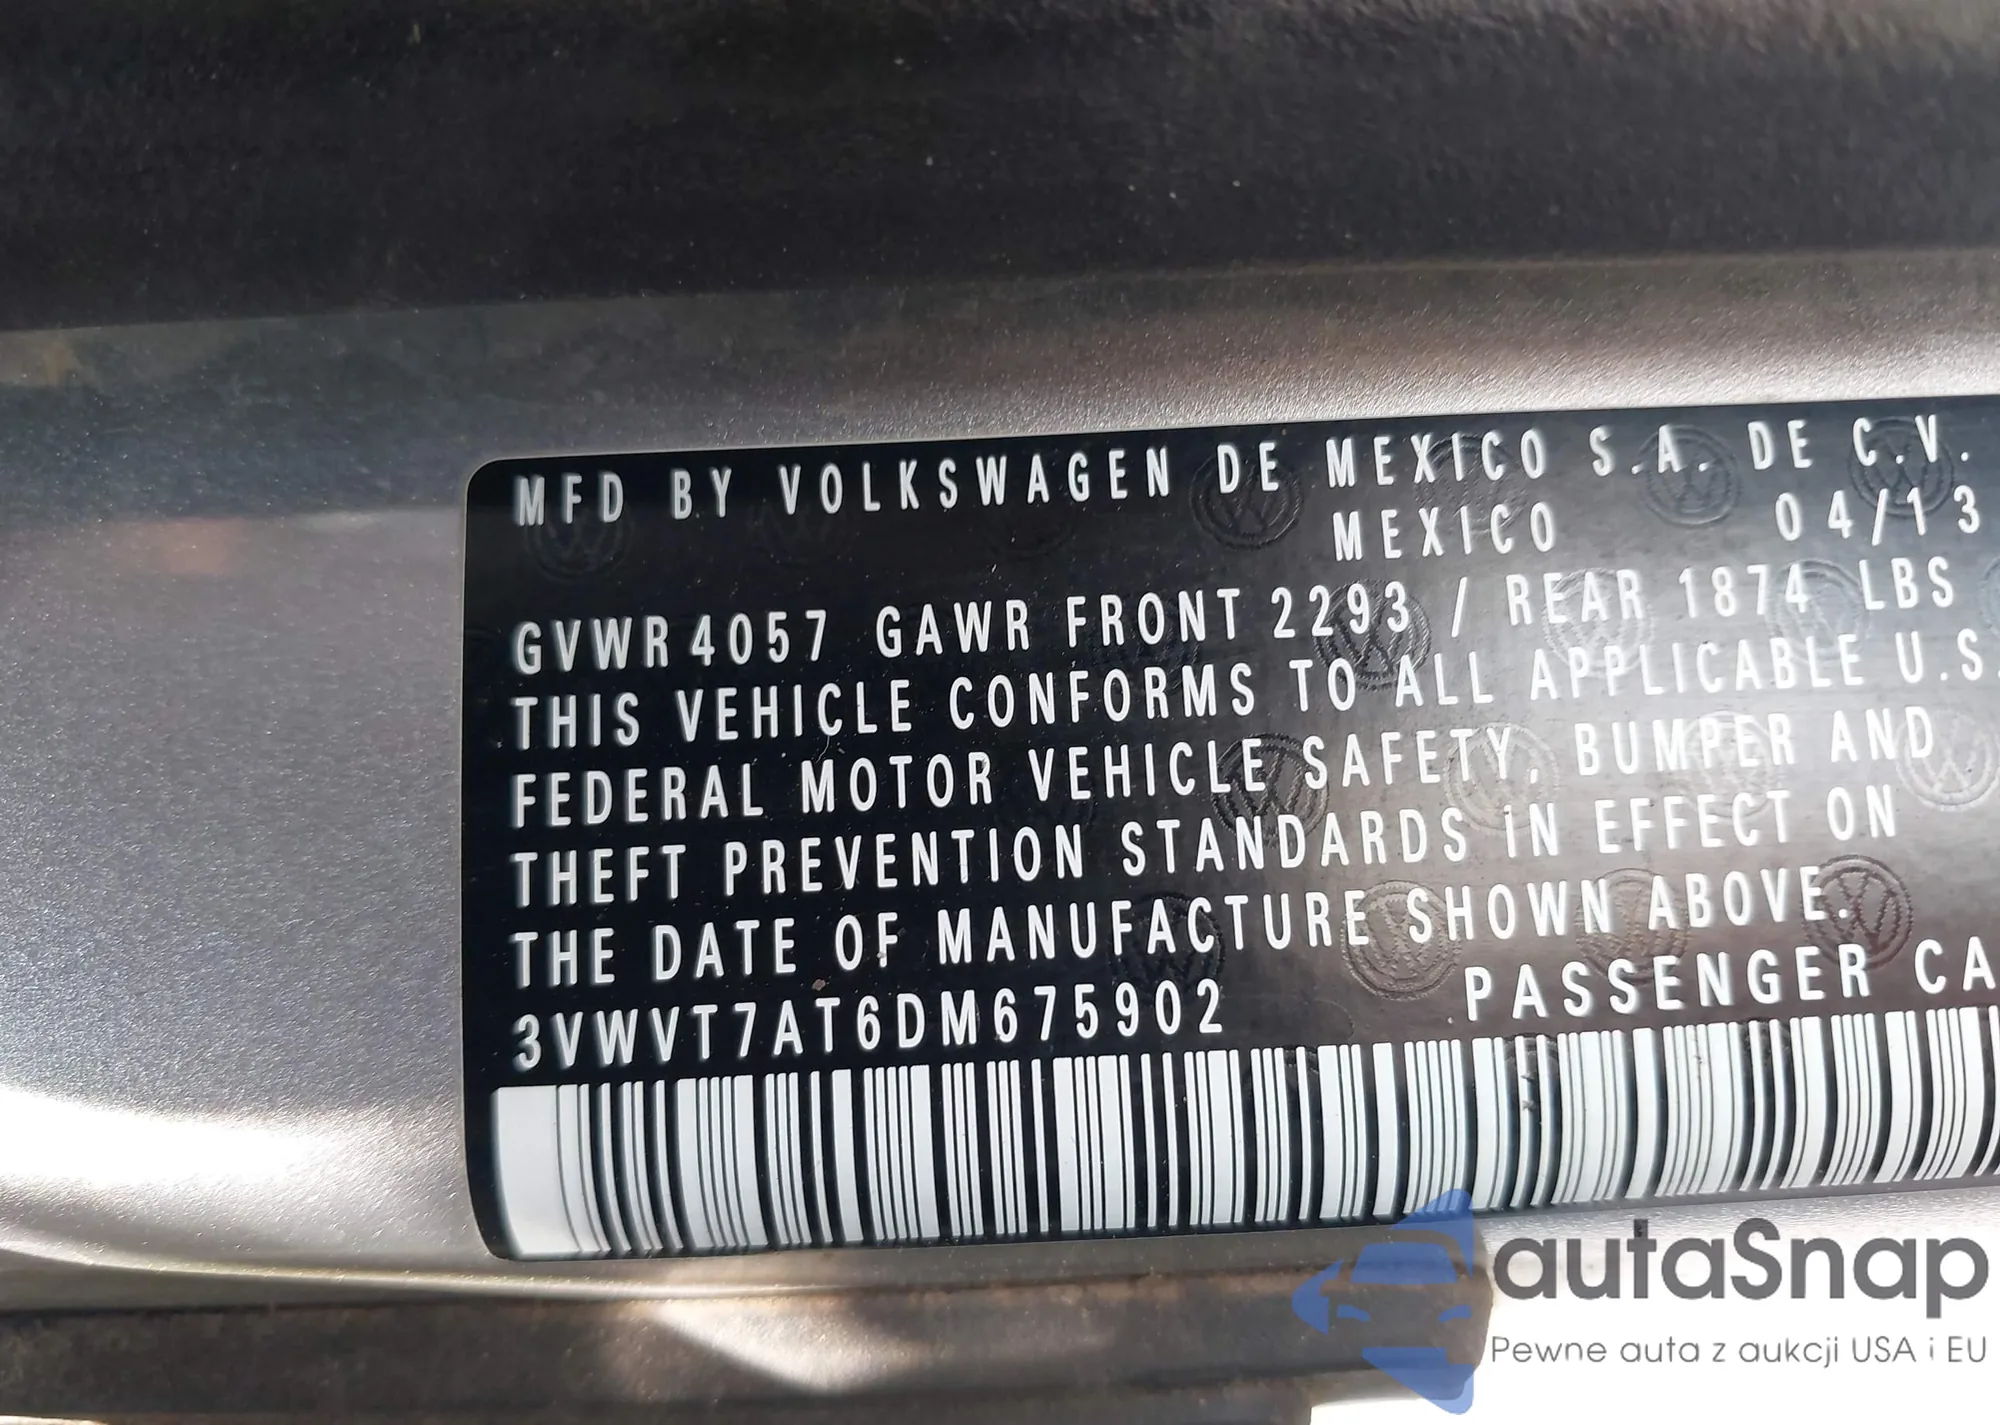 MFD BY VOLKSWAGEN DE MEXICO S.A. DE C.V.
MEXICO 04/13
GVWR 4057 GAWR FRONT 2293 / REAR 1874 LBS
THIS VEHICLE CONFORMS TO ALL APPLICABLE U.S.
FEDERAL MOTOR VEHICLE SAFETY, BUMPER AND
THEFT PREVENTION STANDARDS IN EFFECT ON
THE DATE OF MANUFACTURE SHOWN ABOVE.
3VWVT7AT6DM675902 PASSENGER CA
autaSnap
Pewne auta z aukcji USA i EU